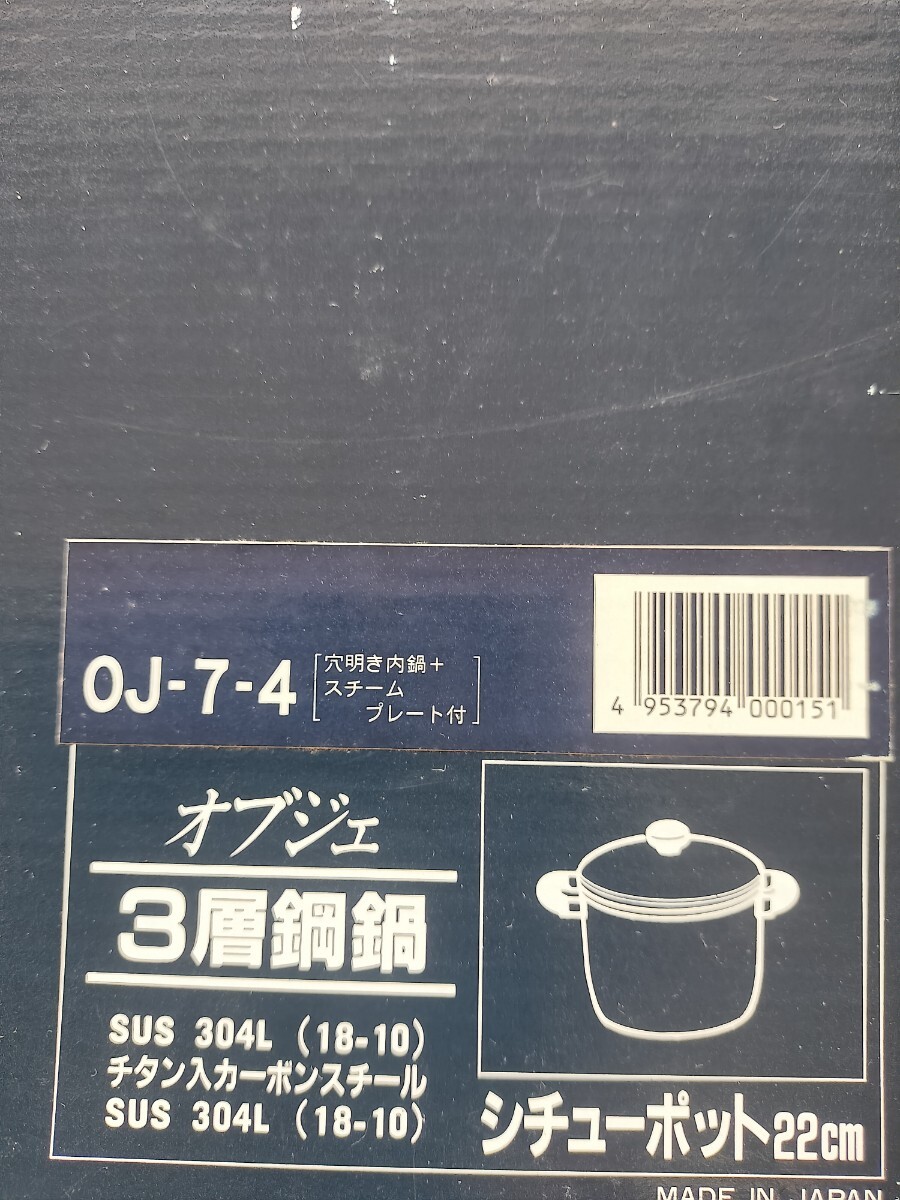 OJ-7-4
穴明き内鍋＋
スチーム
プレート付
4 953794 000151
オブジェ
3層鋼鍋
SUS 304L (18-10)
チタン入カーボンスチール
SUS 304L (18-10)
シチューポット22cm
MADE IN JAPAN